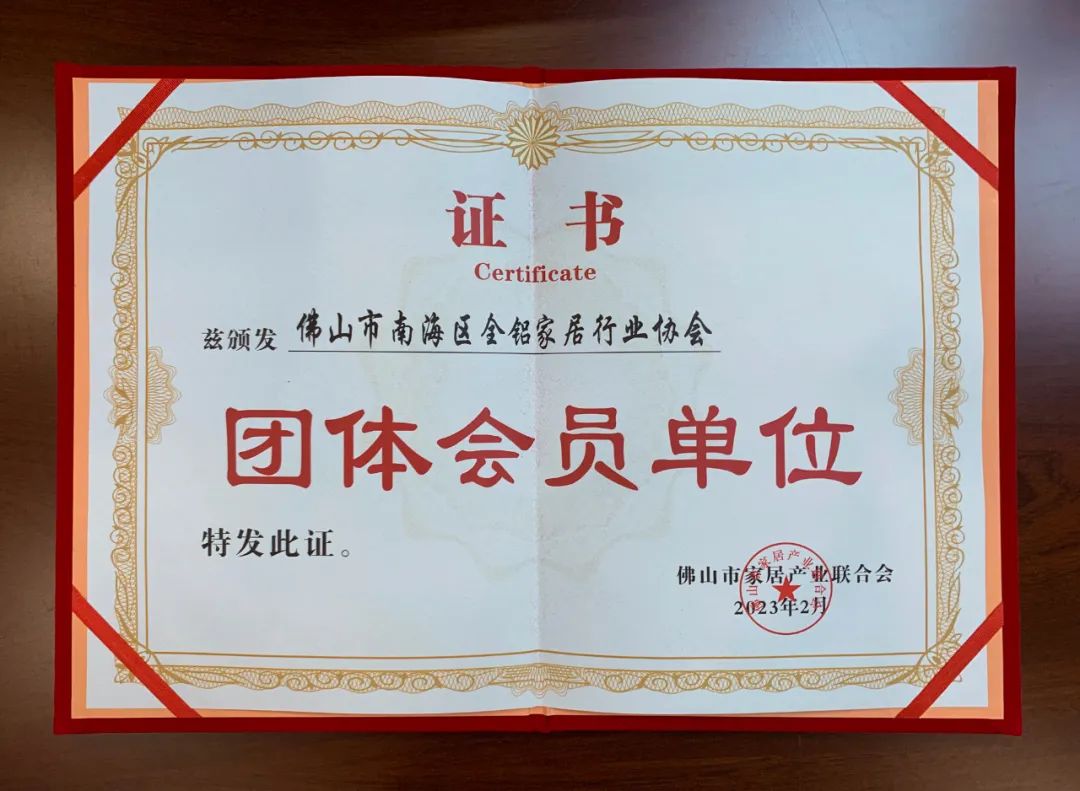 证 书
Certificate
兹颁发 佛山市南海区全铝家居行业协会
团体会员单位
特发此证。
佛山市家居产业联合会
2023年2月